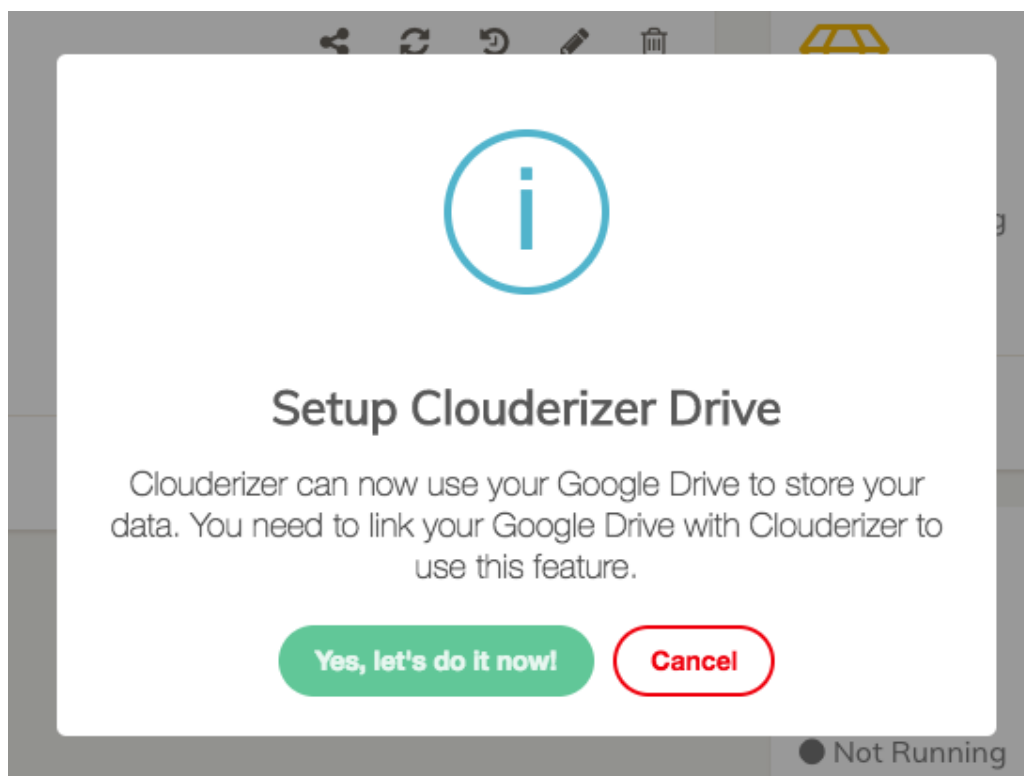 i
Setup Clouderizer Drive
Clouderizer can now use your Google Drive to store your
data. You need to link your Google Drive with Clouderizer to
use this feature.
Yes, let's do it now!
Cancel
Not Running